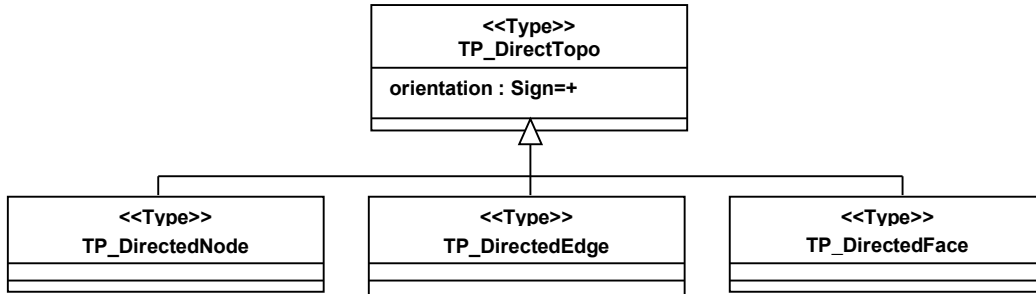 <<Type>>
TP_DirectTopo
orientation : Sign=+
<<Type>>
TP_DirectedNode
<<Type>>
TP_DirectedEdge
<<Type>>
TP_DirectedFace